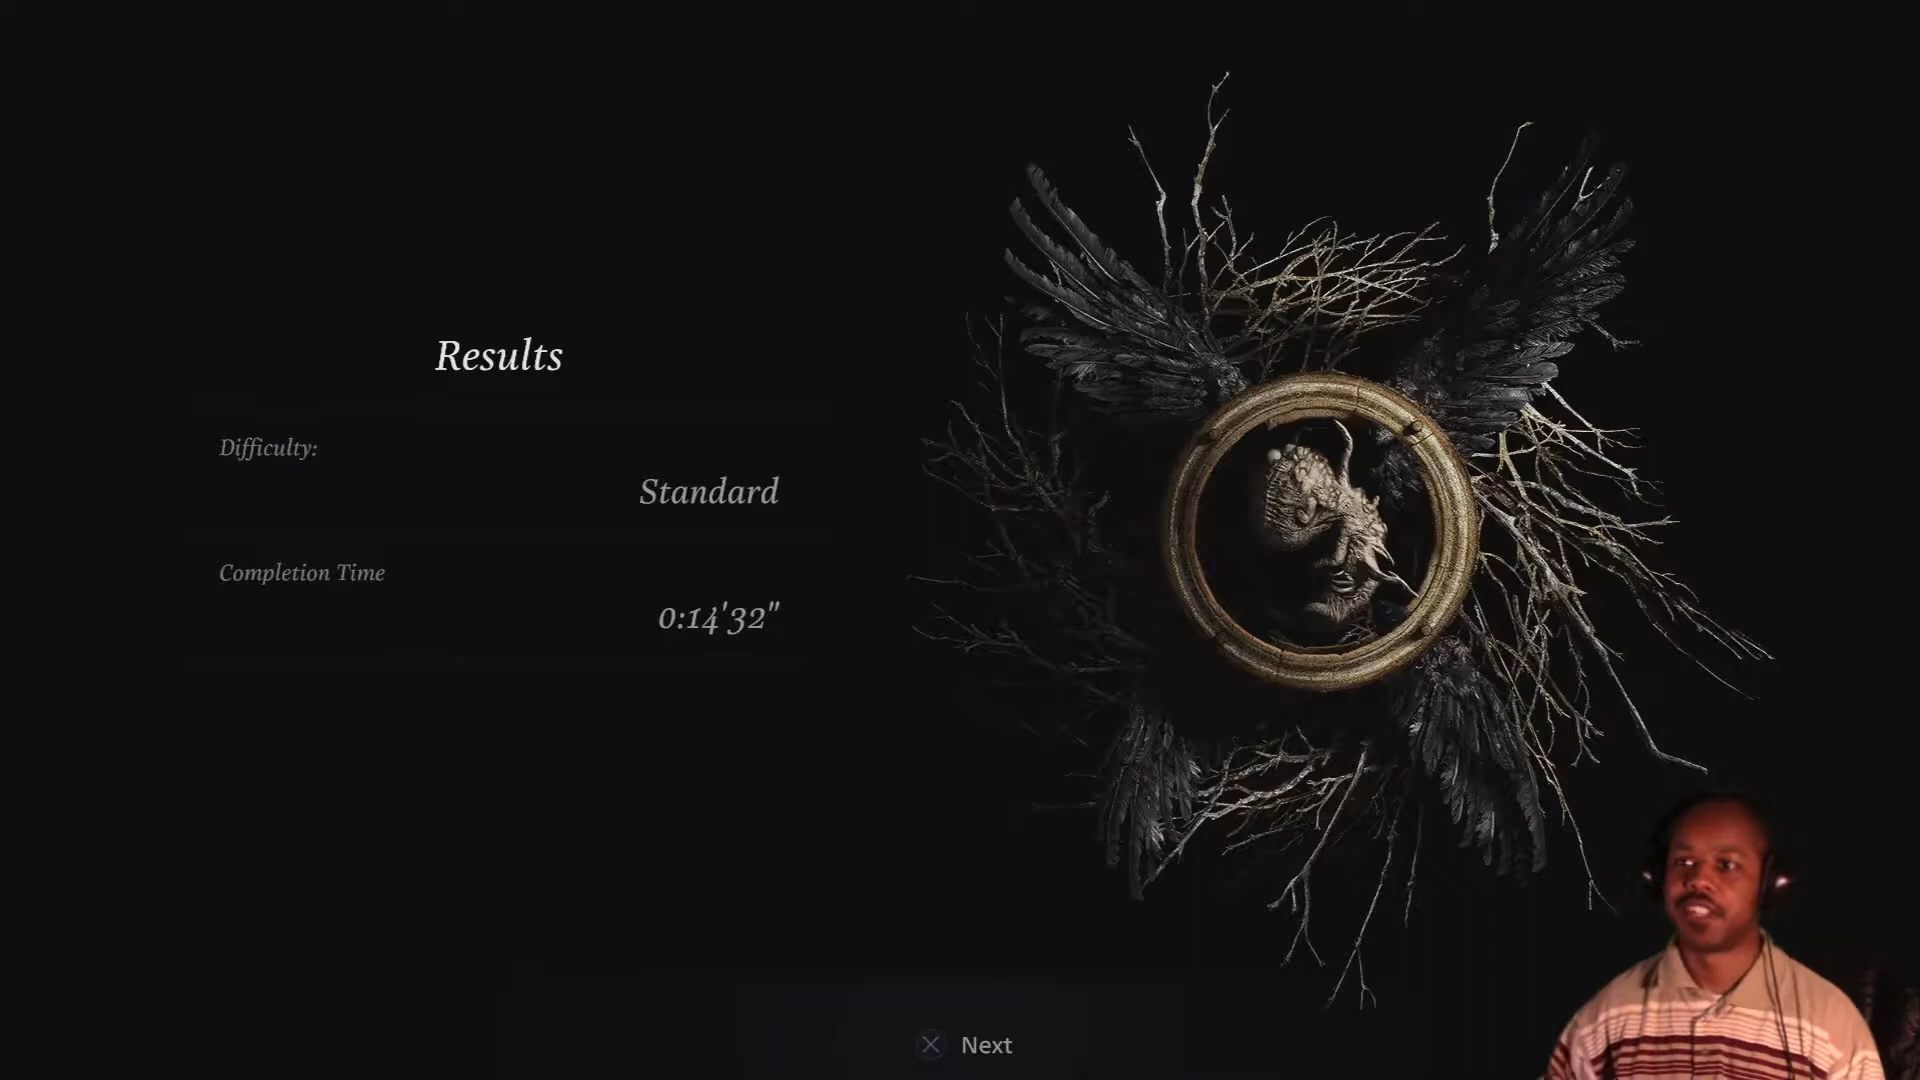 Results
Difficulty:
Standard
Completion Time
0:14'32"
Next